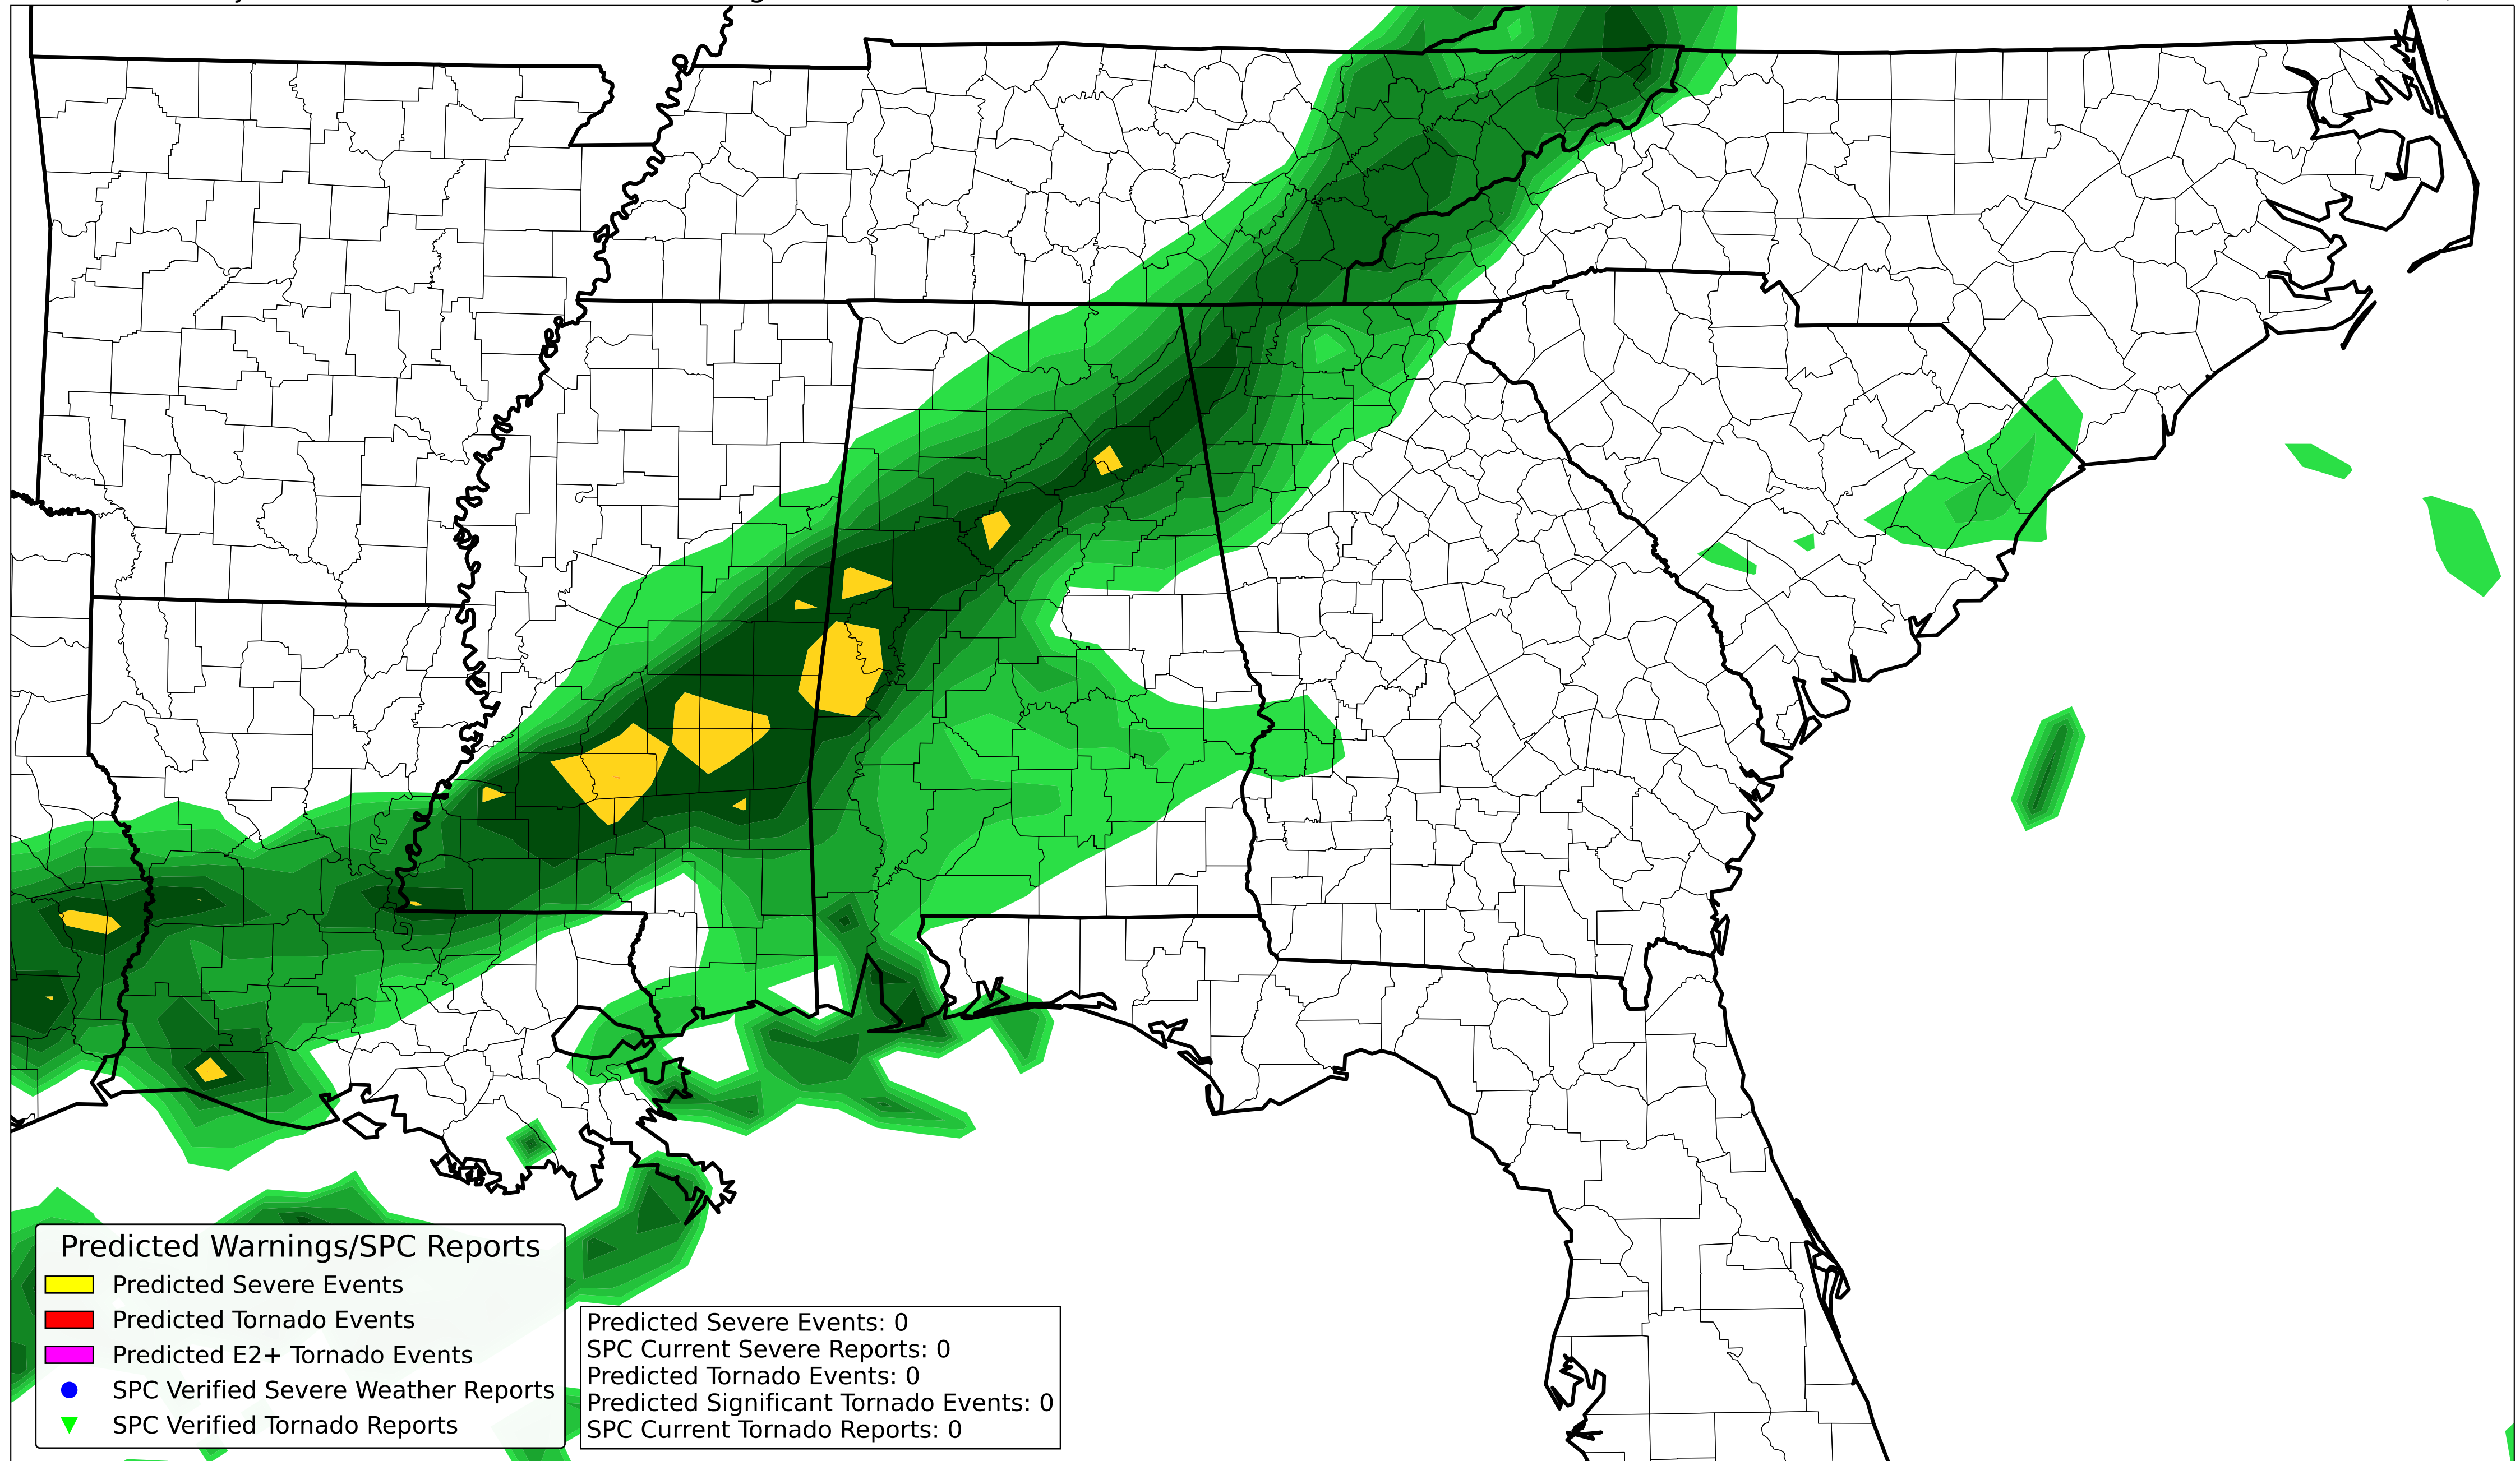 Predicted Warnings/SPC Reports
Predicted Severe Events
Predicted Tornado Events
Predicted E2+ Tornado Events
SPC Verified Severe Weather Reports
SPC Verified Tornado Reports
Predicted Severe Events: 0
SPC Current Severe Reports: 0
Predicted Tornado Events: 0
Predicted Significant Tornado Events: 0
SPC Current Tornado Reports: 0